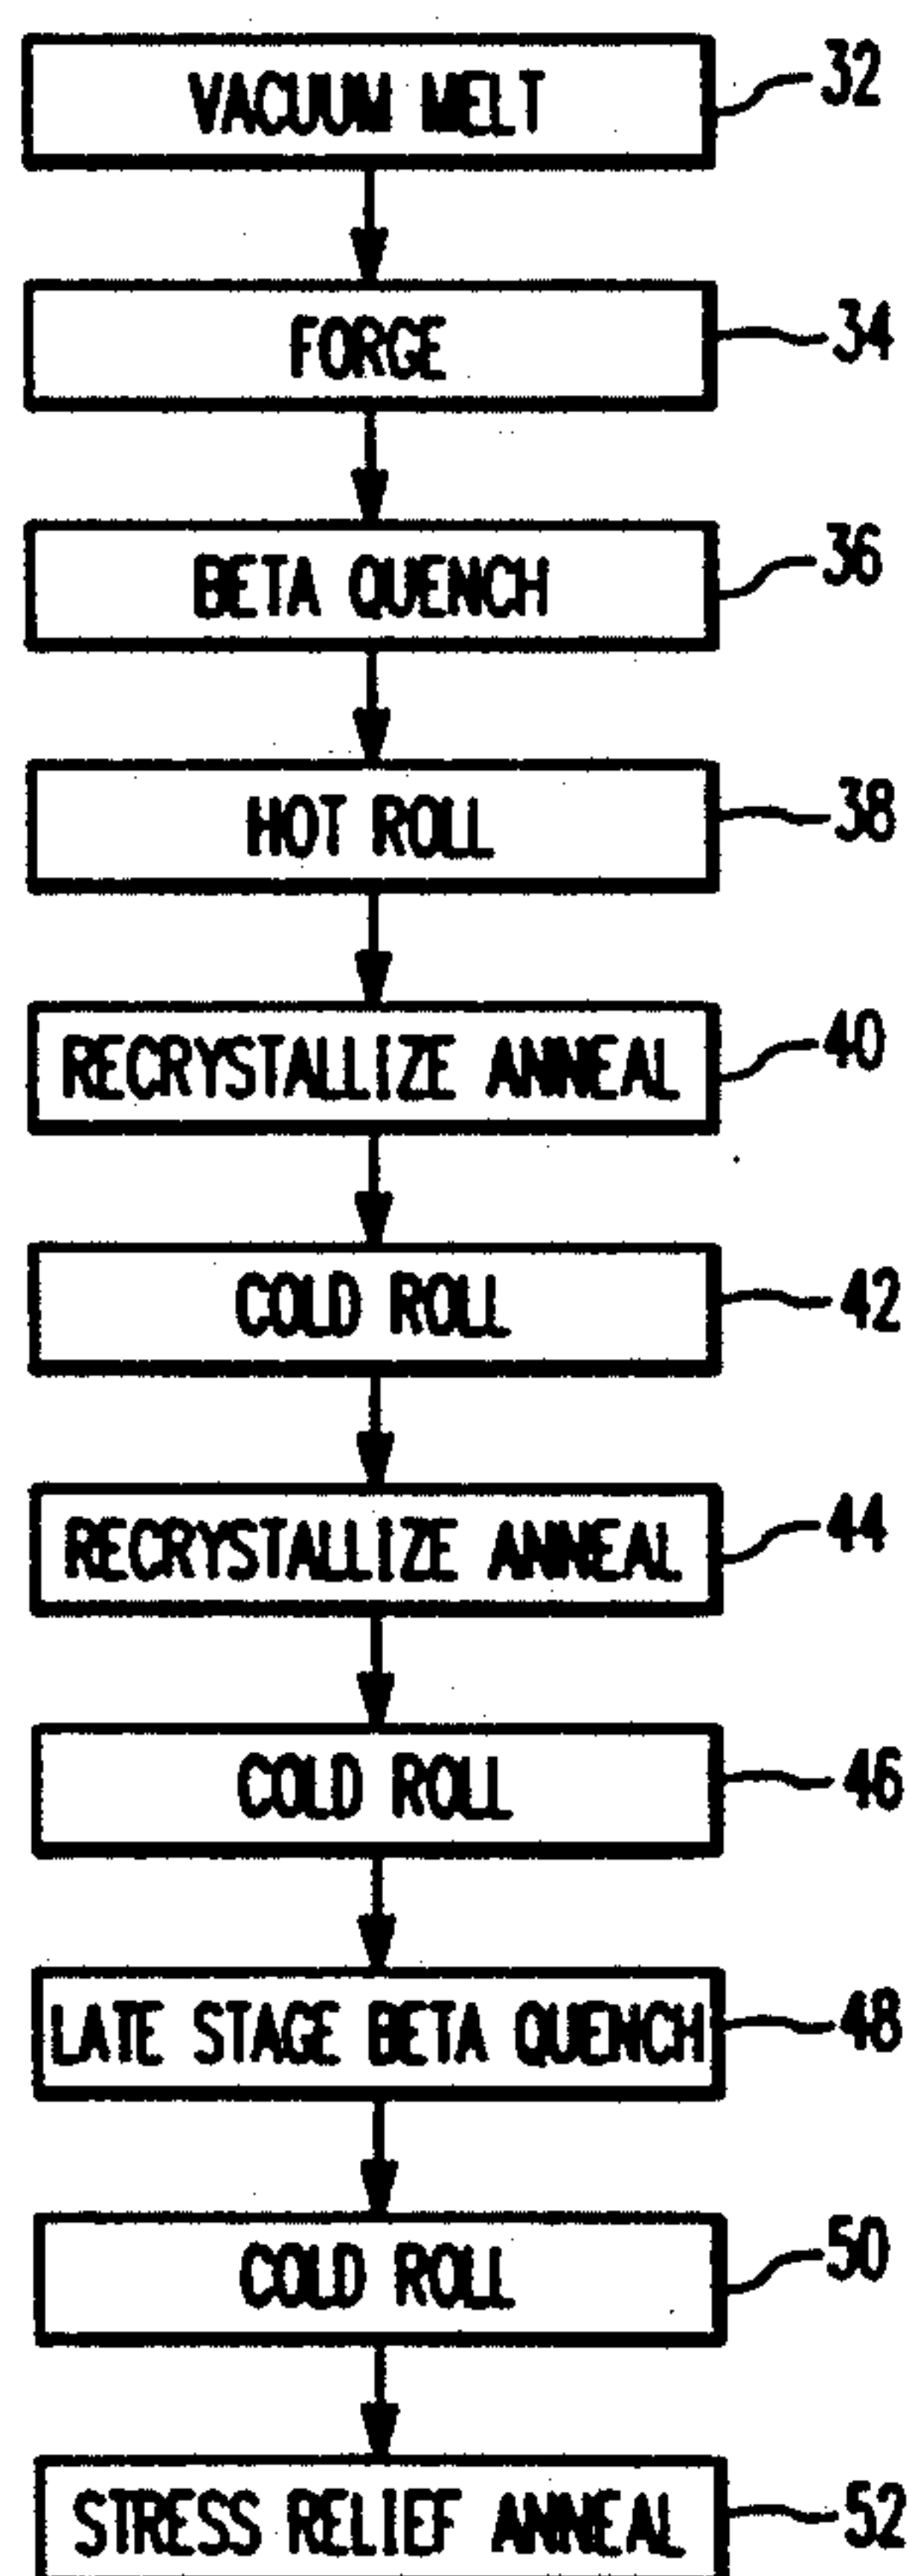 VACUUM MELT 32
FORGE 34
BETA QUENCH 36
HOT ROLL 38
RECRYSTALLIZE ANNEAL 40
COLD ROLL 42
RECRYSTALLIZE ANNEAL 44
COLD ROLL 46
LATE STAGE BETA QUENCH 48
COLD ROLL 50
STRESS RELIEF ANNEAL 52